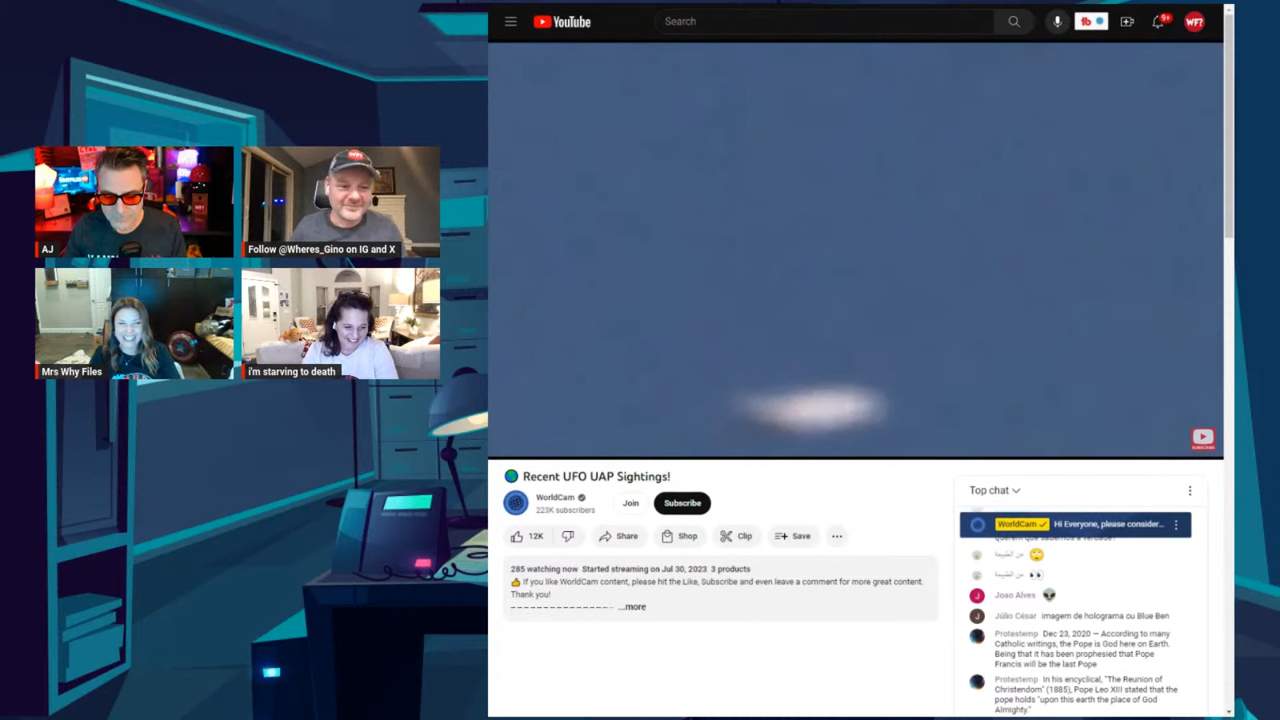 YouTube
Search
fb
9+
WF?
AJ
Follow @Wheres_Gino on IG and X
Mrs Why Files
i'm starving to death
Recent UFO UAP Sightings!
WorldCam
223K subscribers
Join
Subscribe
12K
Share
Shop
Clip
Save
...
285 watching now Started streaming on Jul 30, 2023 3 products
👍 If you like WorldCam content, please hit the Like, Subscribe and even leave a comment for more great content.
Thank you!
----------------- ...more
Top chat
WorldCam Hi Everyone, please consider...
من الطبيعة 🙄
من الطبيعة 👀
J Joao Alves 👽
J Júlio César imagem de holograma ou Blue Ben
Protestemp Dec 23, 2020 — According to many
Catholic writings, the Pope is God here on Earth.
Being that it has been prophesied that Pope
Francis will be the last Pope
Protestemp In his encyclical, "The Reunion of
Christendom" (1885), Pope Leo XIII stated that the
pope holds "upon this earth the place of God
Almighty."